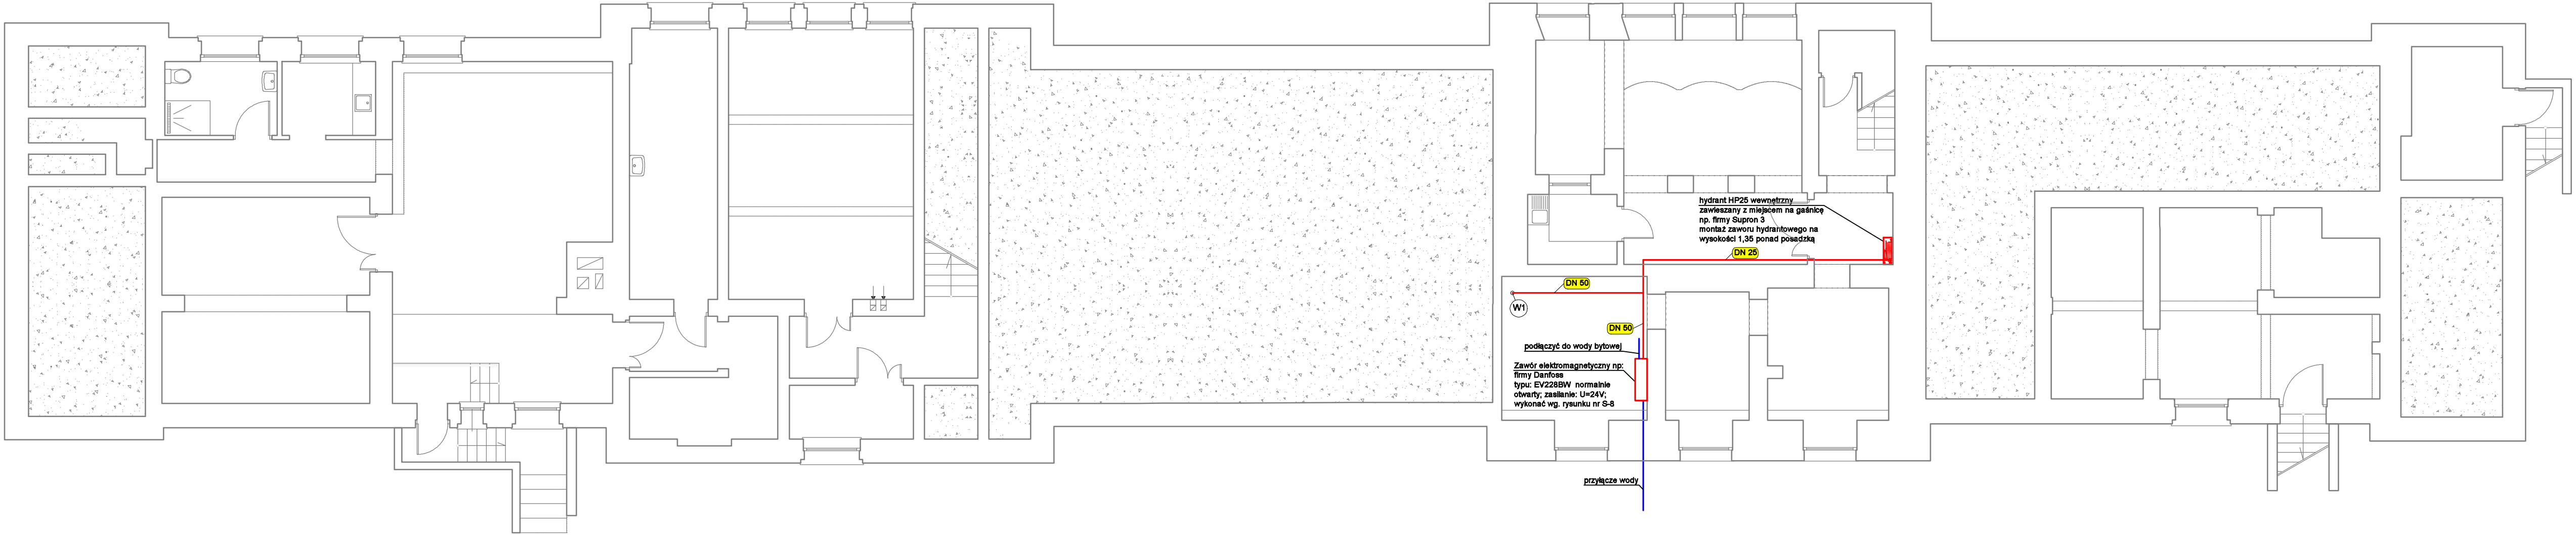 hydrant HP25 wewnętrzny
zawieszany z miejscem na gaśnicę
np. firmy Supron 3
montaż zaworu hydrantowego na
wysokości 1,35 ponad posadzką
DN 25
DN 50
W1
DN 50
podłączyć do wody bytowej
Zawór elektromagnetyczny np:
firmy Danfoss
typu: EV228BW normalnie
otwarty; zasilanie: U=24V;
wykonać wg. rysunku nr S-8
przyłącze wody